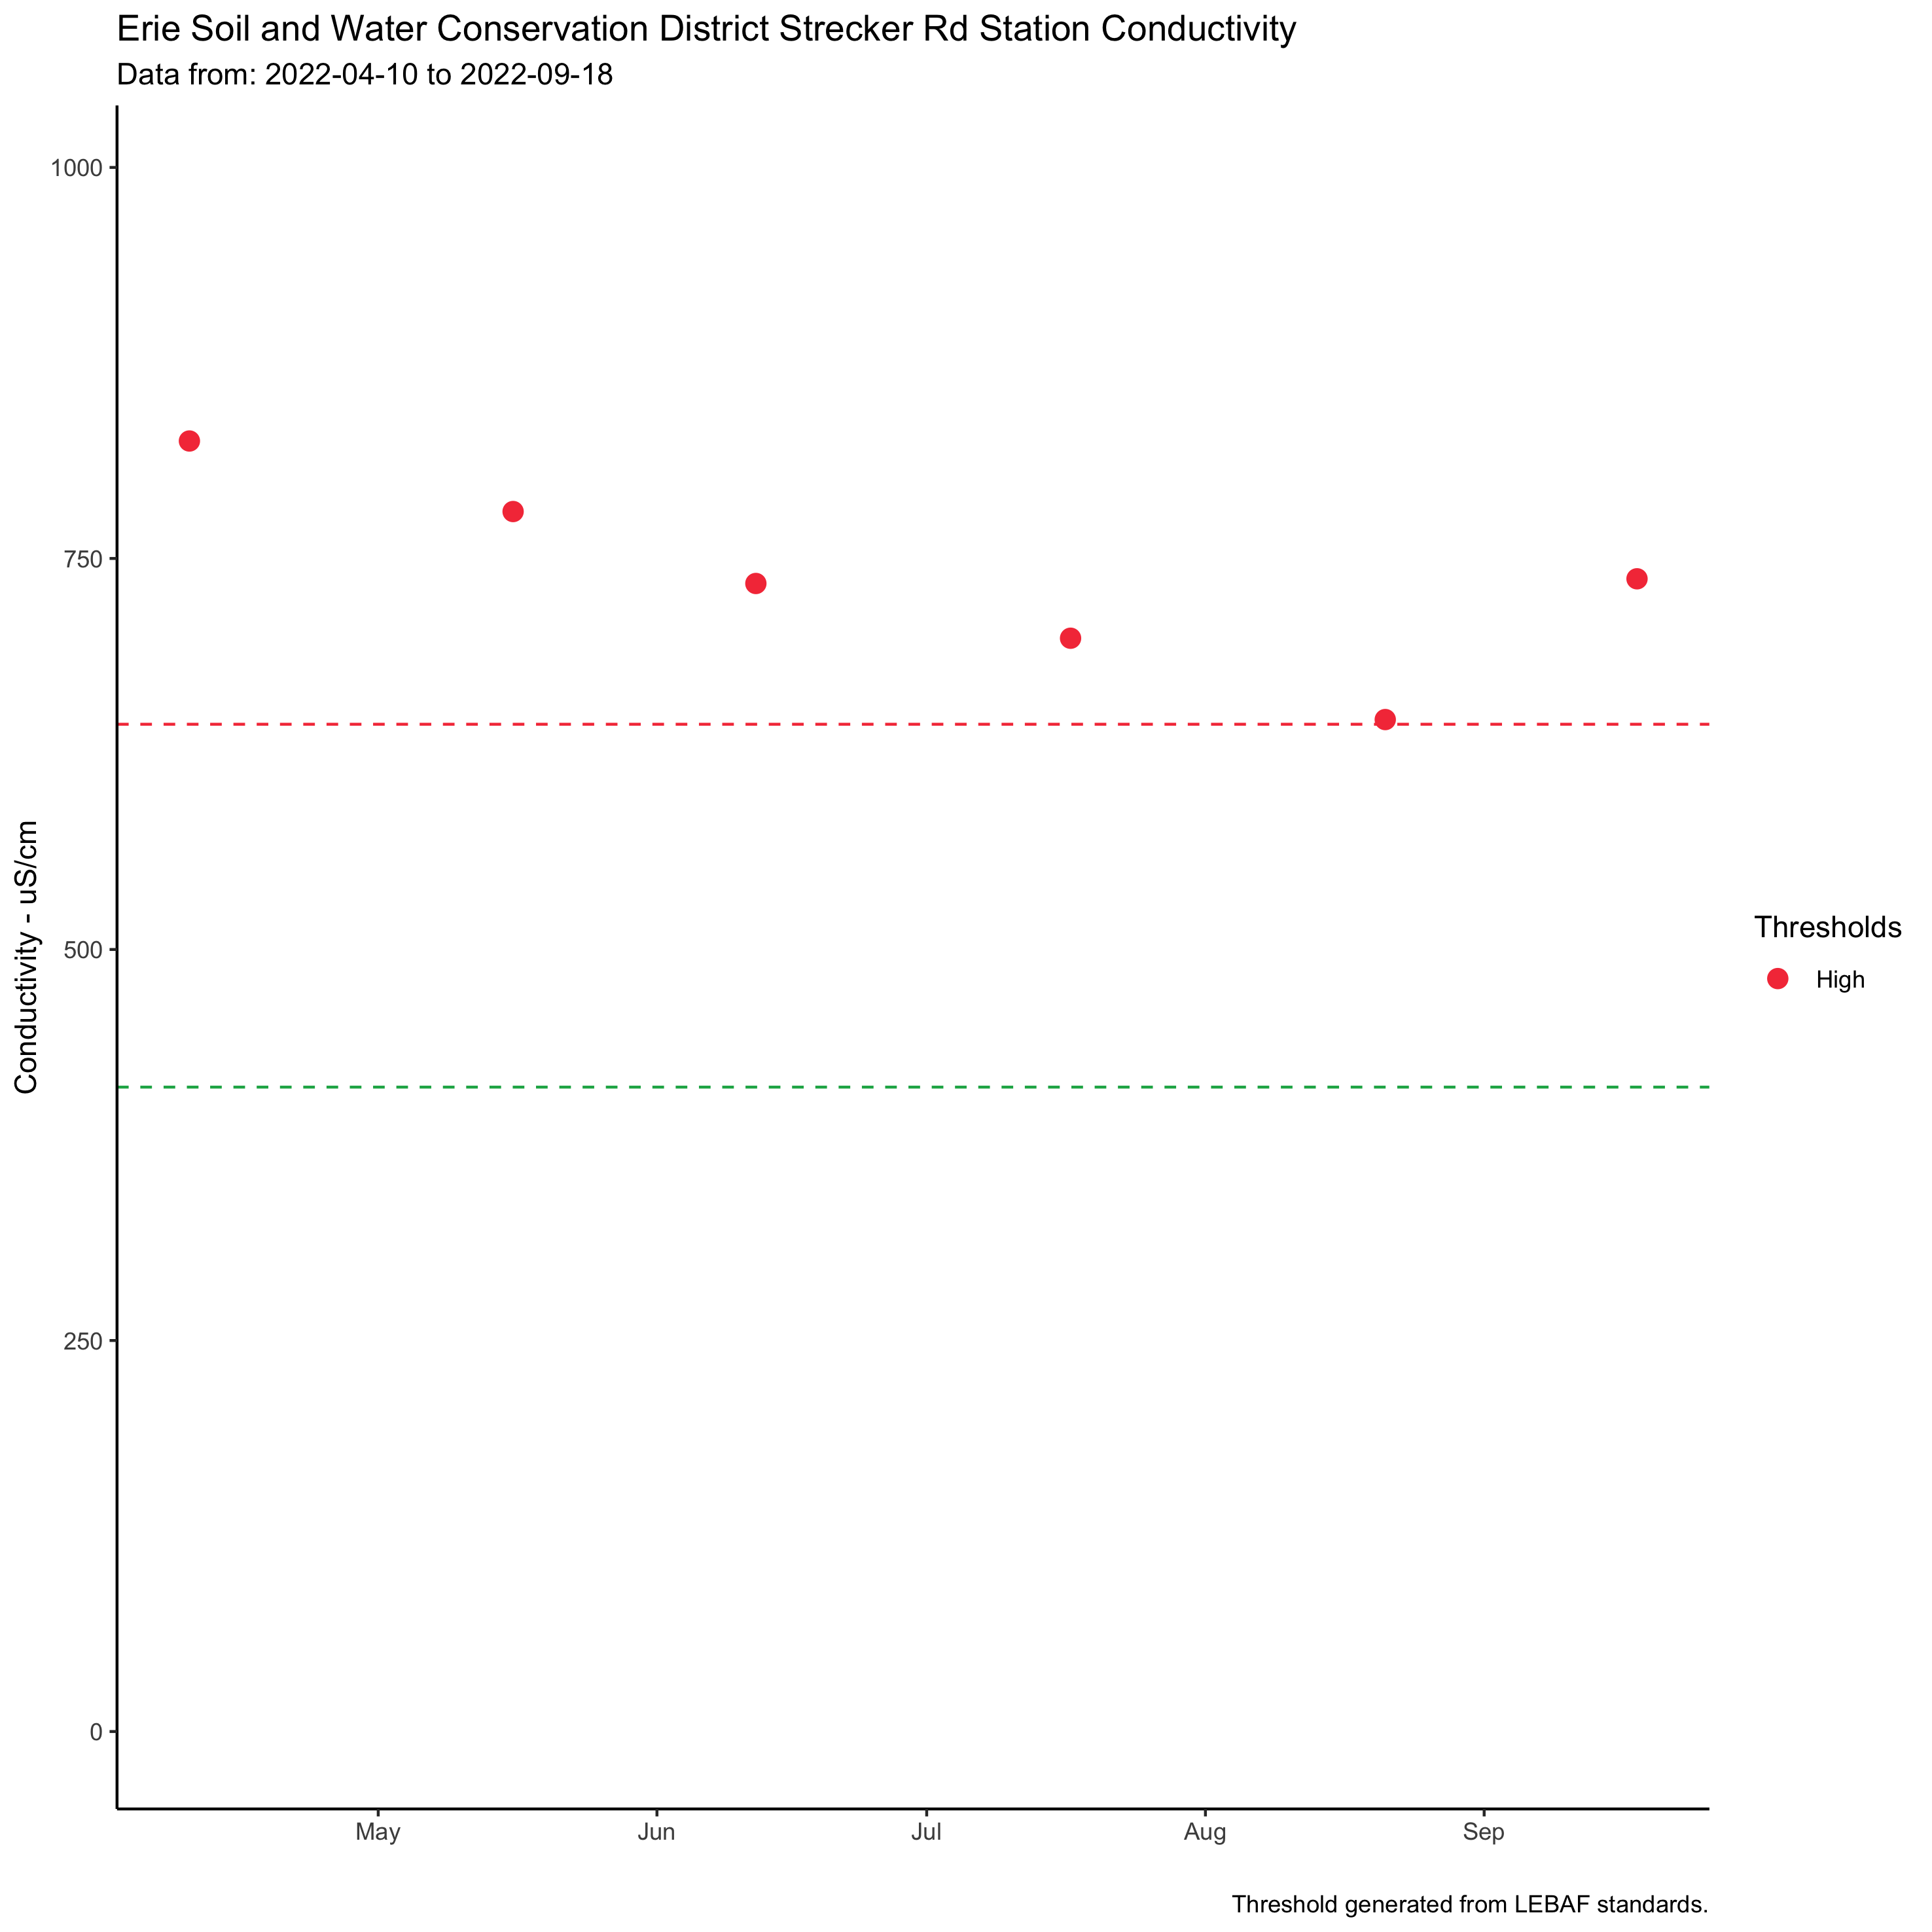 Erie Soil and Water Conservation District Strecker Rd Station Conductivity
Data from: 2022-04-10 to 2022-09-18
1000
750
500
250
0
Conductivity - uS/cm
May Jun Jul Aug Sep
Thresholds
High
Threshold generated from LEBAF standards.